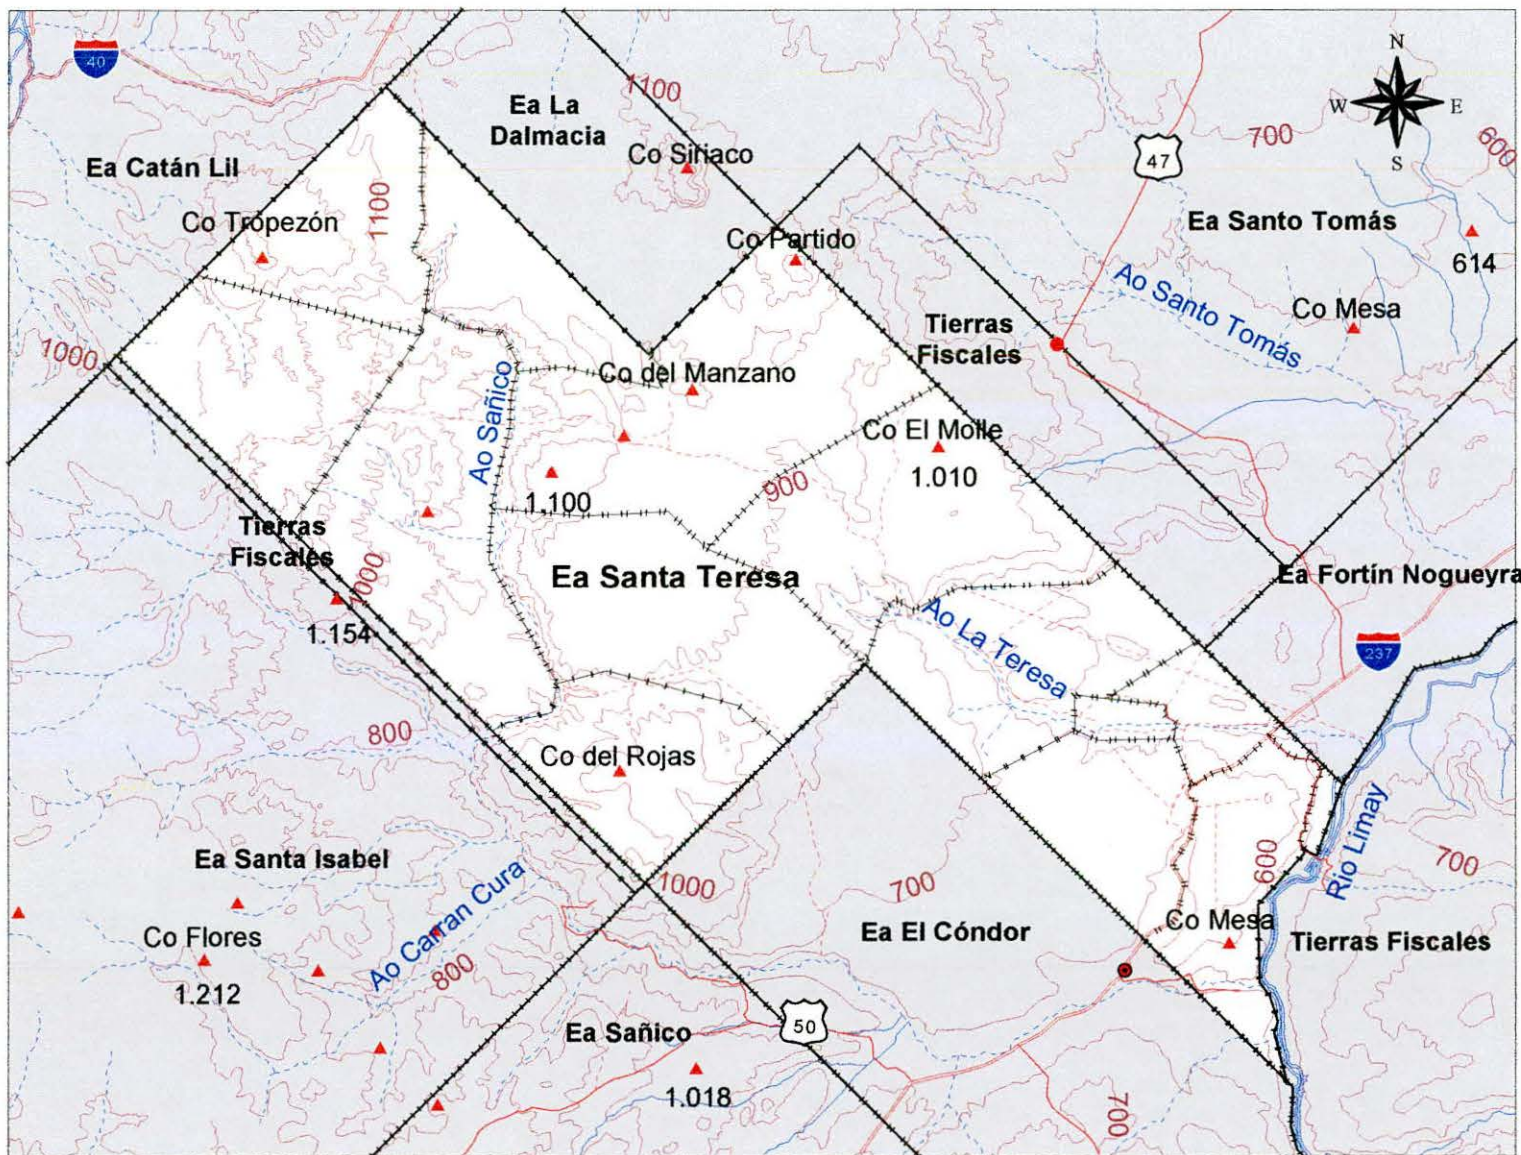 N
W E
S
40
1100
47
700
600
Ea La
Dalmacia
Co Siriaco
Ea Catán Lil
Co Tropezón
1100
Co Partido
Ea Santo Tomás
614
Ao Santo Tomás
Co Mesa
Tierras
Fiscales
1000
Co del Manzano
Ao Sañico
Co El Molle
1.010
900
1.100
Tierras
Fiscales
1000
Ea Santa Teresa
Ea Fortín Nogueyra
1.154
Ao La Teresa
237
800
Co del Rojas
Rio Limay
600
700
Ea Santa Isabel
1000
700
Ao Carran Cura
Co Flores
1.212
800
Ea El Cóndor
Co Mesa
Tierras Fiscales
Ea Sañico
50
1.018
700